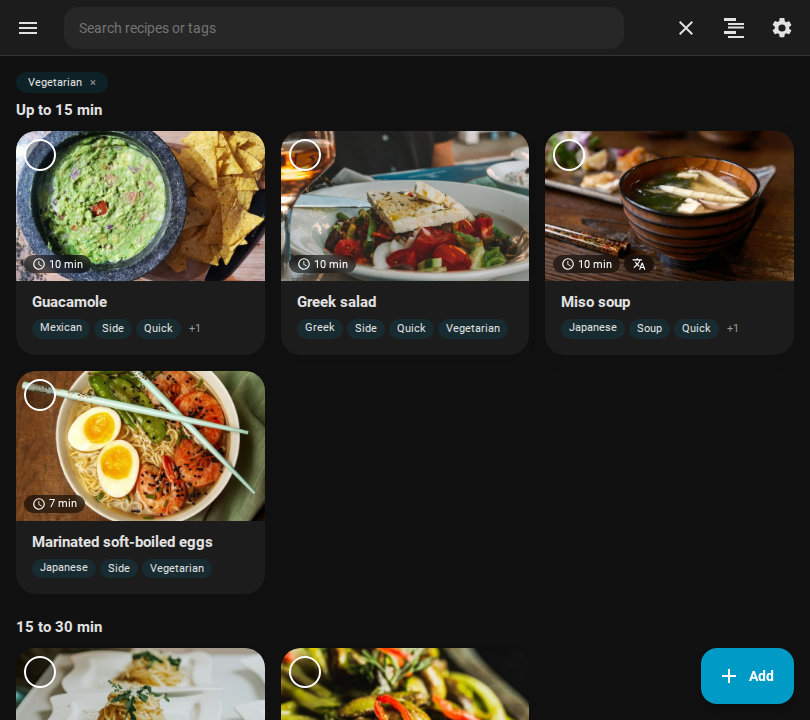 Search recipes or tags
Vegetarian ×
Up to 15 min
10 min
10 min
10 min
Guacamole
Greek salad
Miso soup
Mexican Side Quick +1
Greek Side Quick Vegetarian
Japanese Soup Quick +1
7 min
Marinated soft-boiled eggs
Japanese Side Vegetarian
15 to 30 min
Add